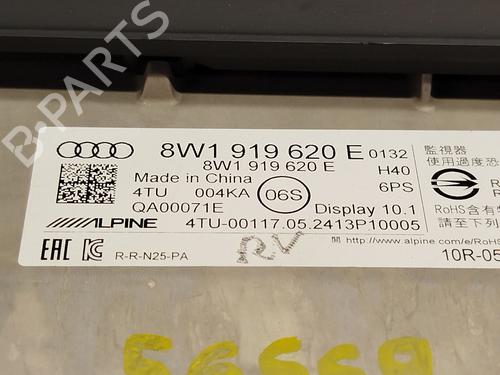 B-PARTS
8W1 919 620 E 0132
8W1 919 620 E H40
Made in China 6PS
4TU 004KA 06S
QA00071E Display 10.1
ALPINE 4TU-00117.05.2413P10005
EAC R-R-N25-PA RV
監視器
使用過度恐
RoHS
RoHS含有
請至下列
http://www.alpine.com/e/RoHS
10R-05
56559